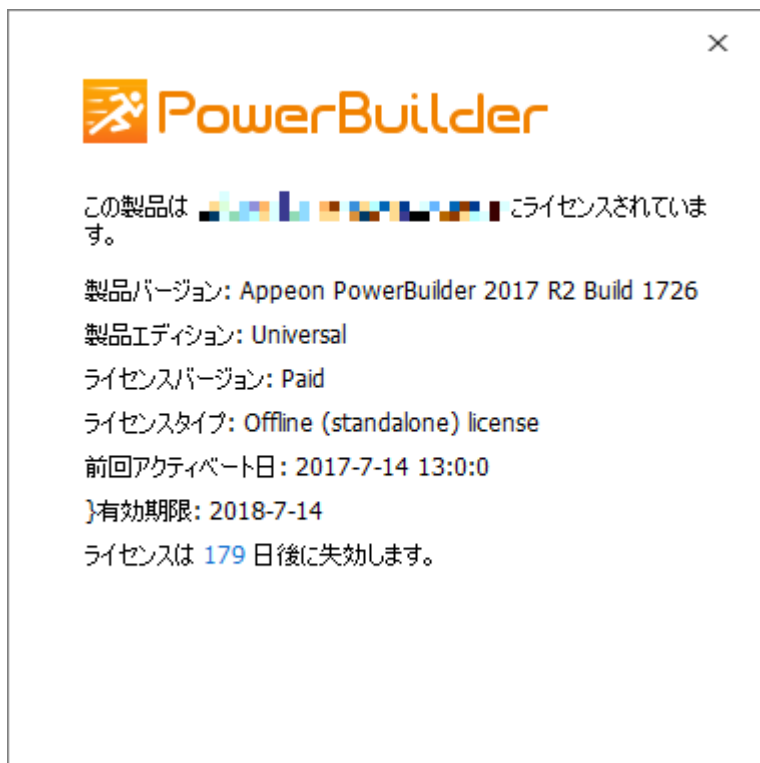 PowerBuilder
この製品は にライセンスされていま
す。
製品バージョン: Appeon PowerBuilder 2017 R2 Build 1726
製品エディション: Universal
ライセンスバージョン: Paid
ライセンスタイプ: Offline (standalone) license
前回アクティベート日: 2017-7-14 13:0:0
}有効期限: 2018-7-14
ライセンスは 179 日後に失効します。